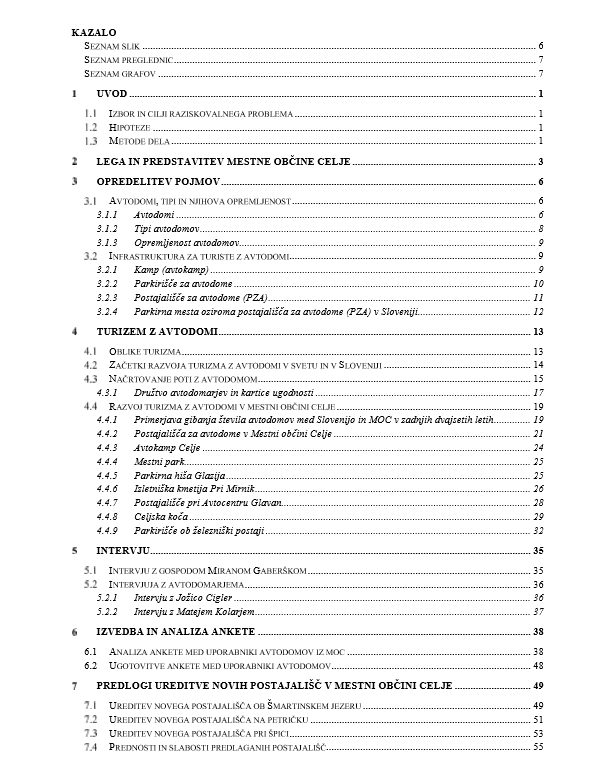 KAZALO
SEZNAM SLIK ........ 6
SEZNAM PREGLEDNIC ........ 7
SEZNAM GRAFOV ........ 7
1 UVOD ........ 1
1.1 IZBOR IN CILJI RAZISKOVALNEGA PROBLEMA ........ 1
1.2 HIPOTEZE ........ 1
1.3 METODE DELA ........ 1
2 LEGA IN PREDSTAVITEV MESTNE OBČINE CELJE ........ 3
3 OPREDELITEV POJMOV ........ 6
3.1 AVTODOMI, TIPI IN NJIHOVA OPREMLJENOST ........ 6
3.1.1 Avtodomi ........ 6
3.1.2 Tipi avtodomov ........ 8
3.1.3 Opremljenost avtodomov ........ 9
3.2 INFRASTRUKTURA ZA TURISTE Z AVTODOMI ........ 9
3.2.1 Kamp (avtokamp) ........ 9
3.2.2 Parkirišče za avtodome ........ 10
3.2.3 Postajališče za avtodome (PZA) ........ 11
3.2.4 Parkirna mesta oziroma postajališča za avtodome (PZA) v Sloveniji ........ 12
4 TURIZEM Z AVTODOMI ........ 13
4.1 OBLIKE TURIZMA ........ 13
4.2 ZAČETKI RAZVOJA TURIZMA Z AVTODOMI V SVETU IN V SLOVENIJI ........ 14
4.3 NAČRTOVANJE POTI Z AVTODOMOM ........ 15
4.3.1 Društvo avtodomarjev in kartice ugodnosti ........ 17
4.4 RAZVOJ TURIZMA Z AVTODOMI V MESTNI OBČINI CELJE ........ 19
4.4.1 Primerjava gibanja števila avtodomov med Slovenijo in MOC v zadnjih dvajsetih letih ........ 19
4.4.2 Postajališča za avtodome v Mestni občini Celje ........ 21
4.4.3 Avtokamp Celje ........ 24
4.4.4 Mestni park ........ 25
4.4.5 Parkirna hiša Glazija ........ 25
4.4.6 Izletniška kmetija Pri Mirnik ........ 26
4.4.7 Postajališče pri Avtocentru Glavan ........ 28
4.4.8 Celjska koča ........ 29
4.4.9 Parkirišče ob železniški postaji ........ 32
5 INTERVJU ........ 35
5.1 INTERVJU Z GOSPODOM MIRANOM GABERŠKOM ........ 35
5.2 INTERVJUJA Z AVTODOMARJEMA ........ 36
5.2.1 Intervju z Jožico Cigler ........ 36
5.2.2 Intervju z Matejem Kolarjem ........ 37
6 IZVEDBA IN ANALIZA ANKETE ........ 38
6.1 ANALIZA ANKETE MED UPORABNIKI AVTODOMOV IZ MOC ........ 38
6.2 UGOTOVITVE ANKETE MED UPORABNIKI AVTODOMOV ........ 48
7 PREDLOGI UREDITVE NOVIH POSTAJALIŠČ V MESTNI OBČINI CELJE ........ 49
7.1 UREDITEV NOVEGA POSTAJALIŠČA OB ŠMARTINSKEM JEZERU ........ 49
7.2 UREDITEV NOVEGA POSTAJALIŠČA NA PETRIČKU ........ 51
7.3 UREDITEV NOVEGA POSTAJALIŠČA PRI ŠPICI ........ 53
7.4 PREDNOSTI IN SLABOSTI PREDLAGANIH POSTAJALIŠČ ........ 55